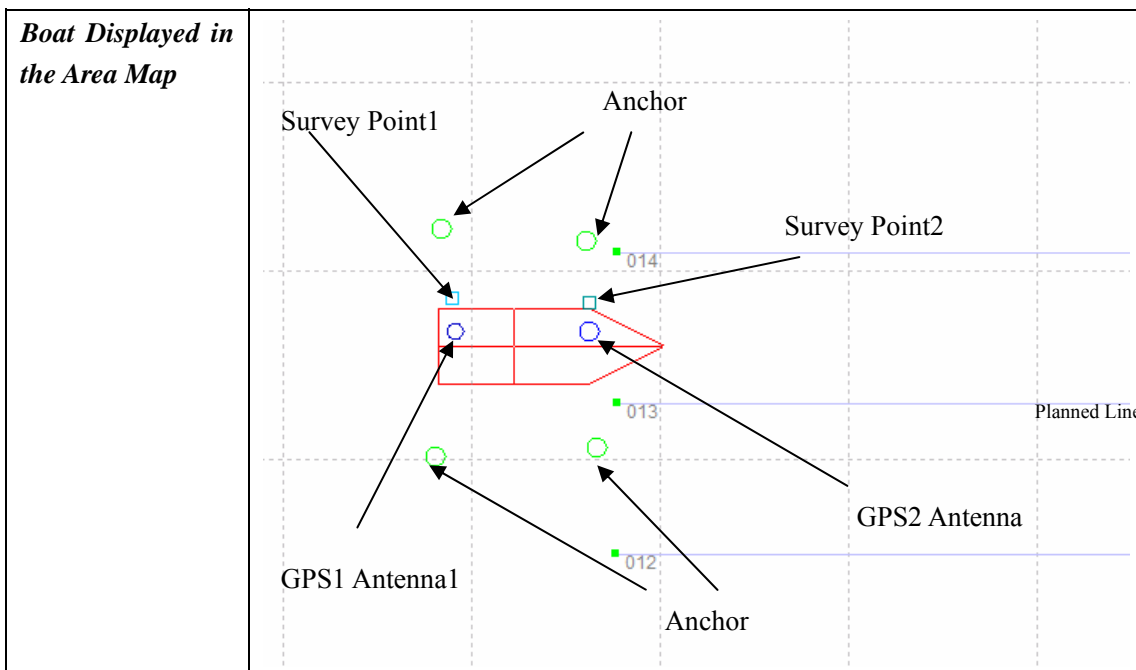 Boat Displayed in
the Area Map
Anchor
Survey Point1
Survey Point2
014
013
Planned Line
GPS2 Antenna
012
GPS1 Antenna1
Anchor